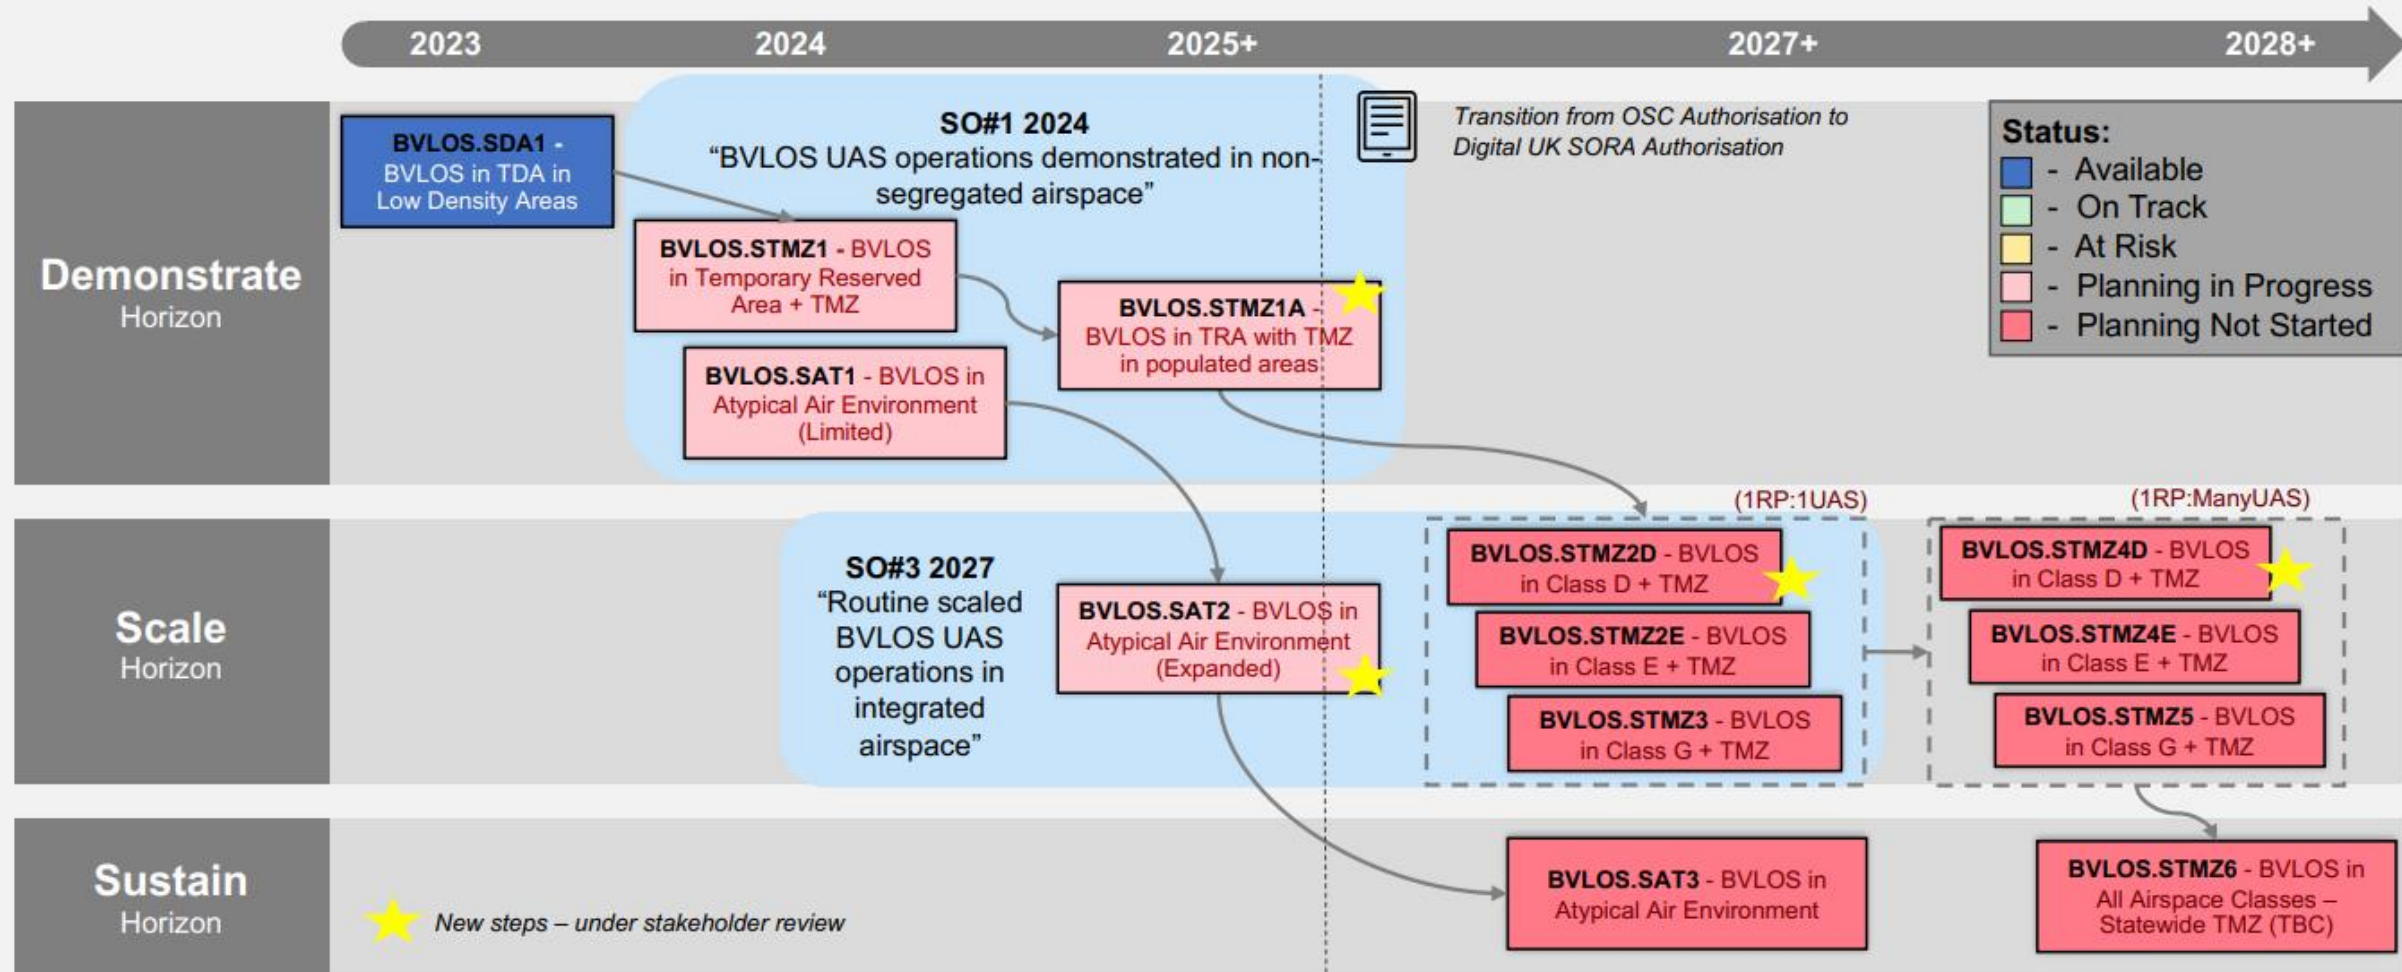 2023
2024
2025+
2027+
2028+
Demonstrate
Horizon
BVLOS.SDA1 -
BVLOS in TDA in
Low Density Areas
SO#1 2024
“BVLOS UAS operations demonstrated in non-
segregated airspace”
Transition from OSC Authorisation to
Digital UK SORA Authorisation
Status:
- Available
- On Track
- At Risk
- Planning in Progress
- Planning Not Started
BVLOS.STMZ1 - BVLOS
in Temporary Reserved
Area + TMZ
BVLOS.STMZ1A -
BVLOS in TRA with TMZ
in populated areas
BVLOS.SAT1 - BVLOS in
Atypical Air Environment
(Limited)
Scale
Horizon
SO#3 2027
“Routine scaled
BVLOS UAS
operations in
integrated
airspace”
BVLOS.SAT2 - BVLOS in
Atypical Air Environment
(Expanded)
(1RP:1UAS)
BVLOS.STMZ2D - BVLOS
in Class D + TMZ
BVLOS.STMZ2E - BVLOS
in Class E + TMZ
BVLOS.STMZ3 - BVLOS
in Class G + TMZ
(1RP:ManyUAS)
BVLOS.STMZ4D - BVLOS
in Class D + TMZ
BVLOS.STMZ4E - BVLOS
in Class E + TMZ
BVLOS.STMZ5 - BVLOS
in Class G + TMZ
Sustain
Horizon
New steps – under stakeholder review
BVLOS.SAT3 - BVLOS in
Atypical Air Environment
BVLOS.STMZ6 - BVLOS in
All Airspace Classes –
Statewide TMZ (TBC)